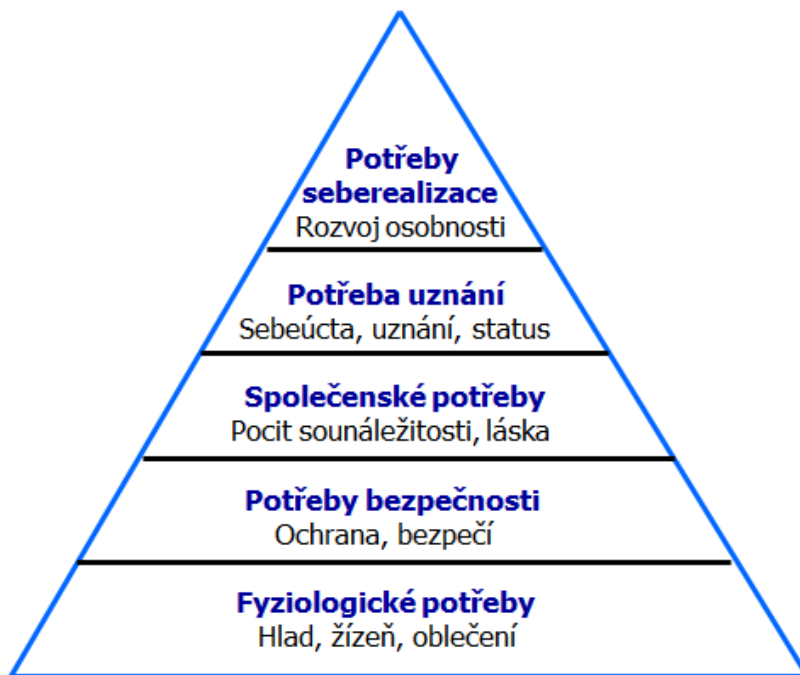 Potřeby
seberealizace
Rozvoj osobnosti
Potřeba uznání
Sebeúcta, uznání, status
Společenské potřeby
Pocit sounáležitosti, láska
Potřeby bezpečnosti
Ochrana, bezpečí
Fyziologické potřeby
Hlad, žízeň, oblečení